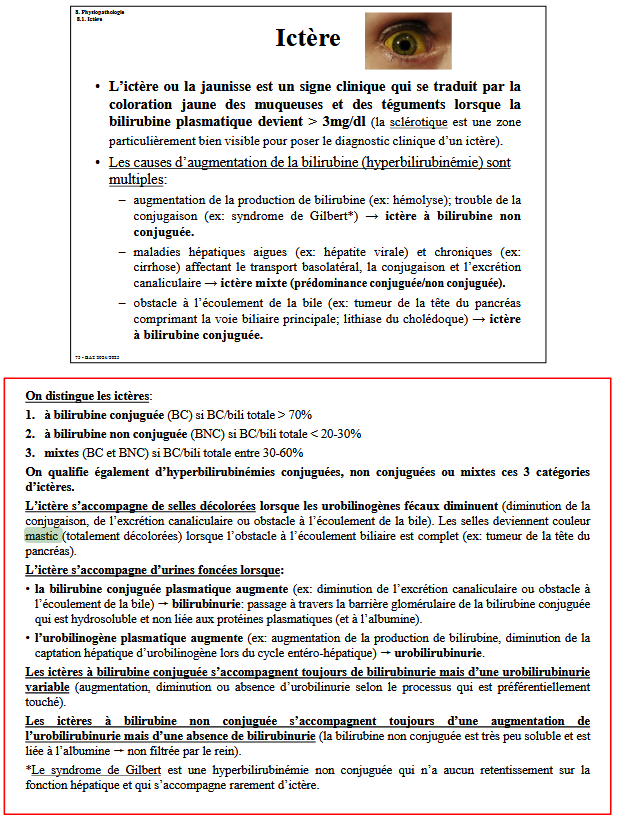 8. Physiopathologie
8.1. Ictère
Ictère
• L'ictère ou la jaunisse est un signe clinique qui se traduit par la
coloration jaune des muqueuses et des téguments lorsque la
bilirubine plasmatique devient > 3mg/dl (la sclérotique est une zone
particulièrement bien visible pour poser le diagnostic clinique d'un ictère).
• Les causes d'augmentation de la bilirubine (hyperbilirubinémie) sont
multiples:
– augmentation de la production de bilirubine (ex: hémolyse); trouble de la
conjugaison (ex: syndrome de Gilbert*) → ictère à bilirubine non
conjuguée.
– maladies hépatiques aigues (ex: hépatite virale) et chroniques (ex:
cirrhose) affectant le transport basolatéral, la conjugaison et l'excrétion
canaliculaire → ictère mixte (prédominance conjuguée/non conjuguée).
– obstacle à l'écoulement de la bile (ex: tumeur de la tête du pancréas
comprimant la voie biliaire principale; lithiase du cholédoque) → ictère
à bilirubine conjuguée.
On distingue les ictères:
1. à bilirubine conjuguée (BC) si BC/bili totale > 70%
2. à bilirubine non conjuguée (BNC) si BC/bili totale < 20-30%
3. mixtes (BC et BNC) si BC/bili totale entre 30-60%
On qualifie également d'hyperbilirubinémies conjuguées, non conjuguées ou mixtes ces 3 catégories
d'ictères.
L'ictère s'accompagne de selles décolorées lorsque les urobilinogènes fécaux diminuent (diminution de la
conjugaison, de l'excrétion canaliculaire ou obstacle à l'écoulement de la bile). Les selles deviennent couleur
mastic (totalement décolorées) lorsque l'obstacle à l'écoulement biliaire est complet (ex: tumeur de la tête du
pancréas).
L'ictère s'accompagne d'urines foncées lorsque:
• la bilirubine conjuguée plasmatique augmente (ex: diminution de l'excrétion canaliculaire ou obstacle à
l'écoulement de la bile) → bilirubinurie: passage à travers la barrière glomérulaire de la bilirubine conjuguée
qui est hydrosoluble et non liée aux protéines plasmatiques (et à l'albumine).
• l'urobilinogène plasmatique augmente (ex: augmentation de la production de bilirubine, diminution de la
captation hépatique d'urobilinogène lors du cycle entéro-hépatique) → urobilirubinurie.
Les ictères à bilirubine conjuguée s'accompagnent toujours de bilirubinurie mais d'une urobilirubinurie
variable (augmentation, diminution ou absence d'urobilinurie selon le processus qui est préférentiellement
touché).
Les ictères à bilirubine non conjuguée s'accompagnent toujours d'une augmentation de
l'urobilirubinurie mais d'une absence de bilirubinurie (la bilirubine non conjuguée est très peu soluble et est
liée à l'albumine → non filtrée par le rein).
*Le syndrome de Gilbert est une hyperbilirubinémie non conjuguée qui n'a aucun retentissement sur la
fonction hépatique et qui s'accompagne rarement d'ictère.